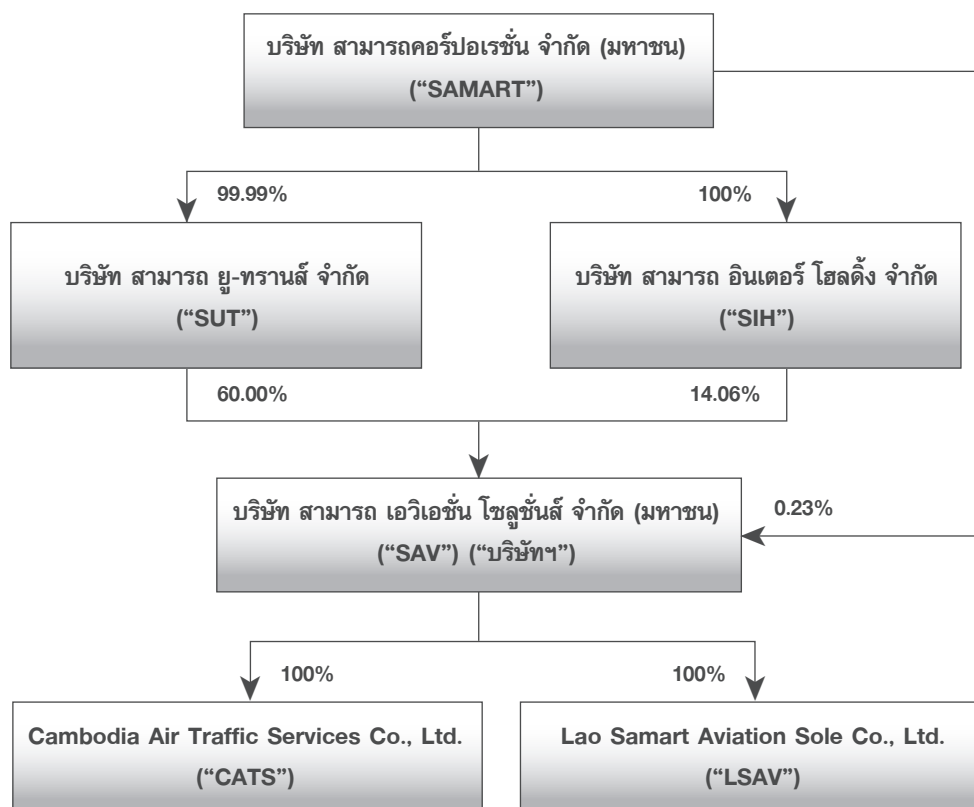 บริษัท สามารถคอร์ปอเรชั่น จำกัด (มหาชน)
(“SAMART”)
99.99%
100%
บริษัท สามารถ ยู-ทรานส์ จำกัด
(“SUT”)
บริษัท สามารถ อินเตอร์ โฮลดิ้ง จำกัด
(“SIH”)
60.00%
14.06%
บริษัท สามารถ เอวิเอชั่น โซลูชั่นส์ จำกัด (มหาชน)
(“SAV”) (“บริษัทฯ”)
0.23%
100%
100%
Cambodia Air Traffic Services Co., Ltd.
(“CATS”)
Lao Samart Aviation Sole Co., Ltd.
(“LSAV”)